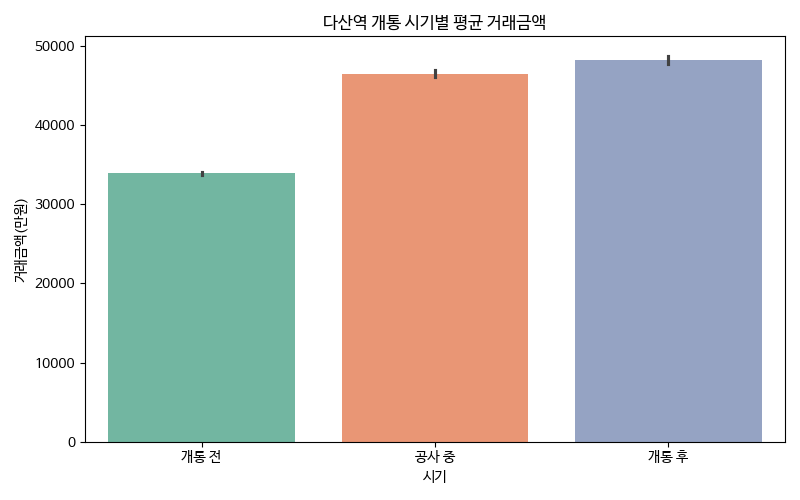 다산역 개통 시기별 평균 거래금액
거래금액(만원)
50000
40000
30000
20000
10000
0
개통 전
공사 중
개통 후
시기